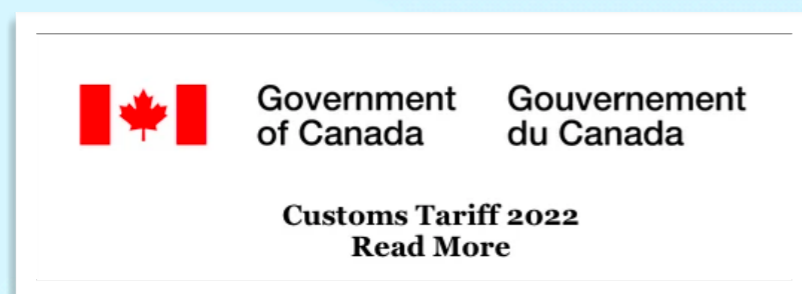 Government Gouvernement
of Canada du Canada
Customs Tariff 2022
Read More